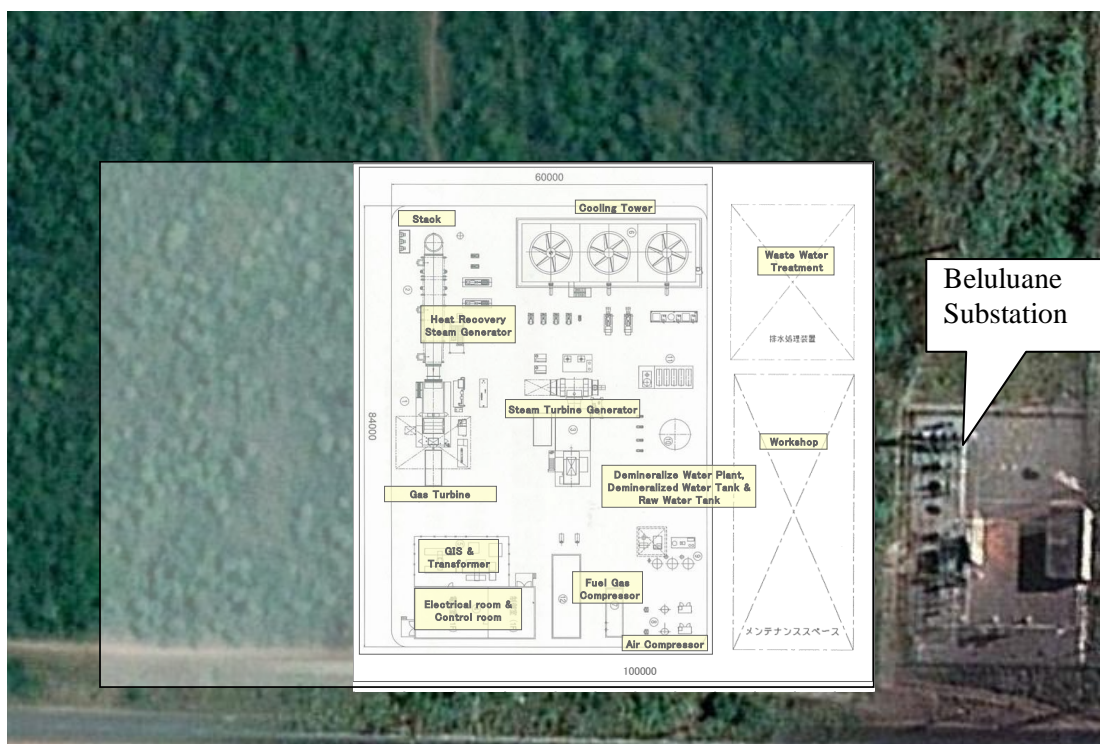 60000
Cooling Tower
Stack
Waste Water
Treatment
Beluluane
Substation
Heat Recovery
Steam Generator
排水処理装置
84000
Steam Turbine Generator
Workshop
Demineralize Water Plant,
Demineralized Water Tank &
Raw Water Tank
Gas Turbine
GIS &
Transformer
Fuel Gas
Compressor
Electrical room &
Control room
メンテナンススペース
Air Compressor
100000